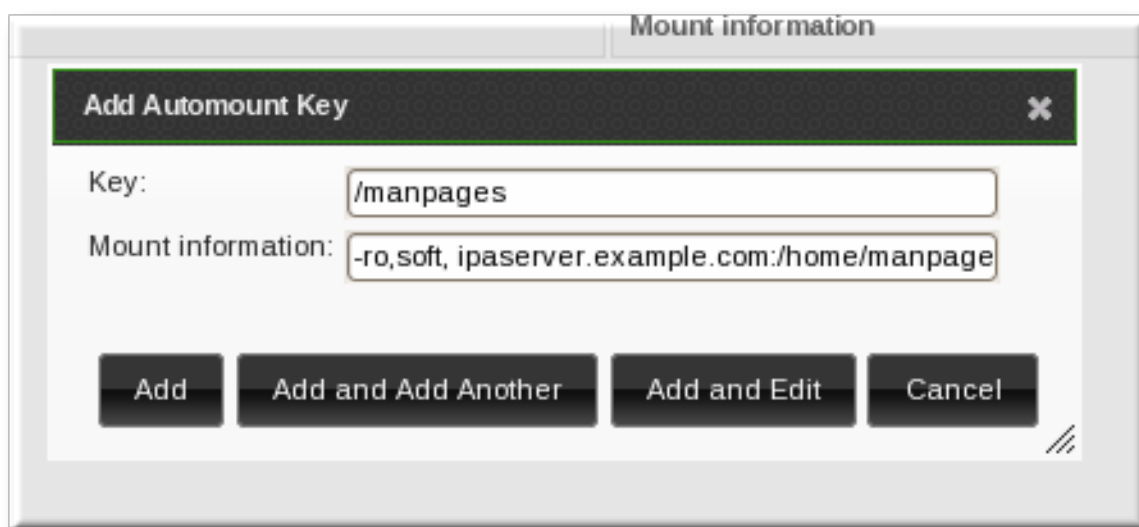 Mount information
Add Automount Key
Key:
/manpages
Mount information:
-ro,soft, ipaserver.example.com:/home/manpage
Add
Add and Add Another
Add and Edit
Cancel